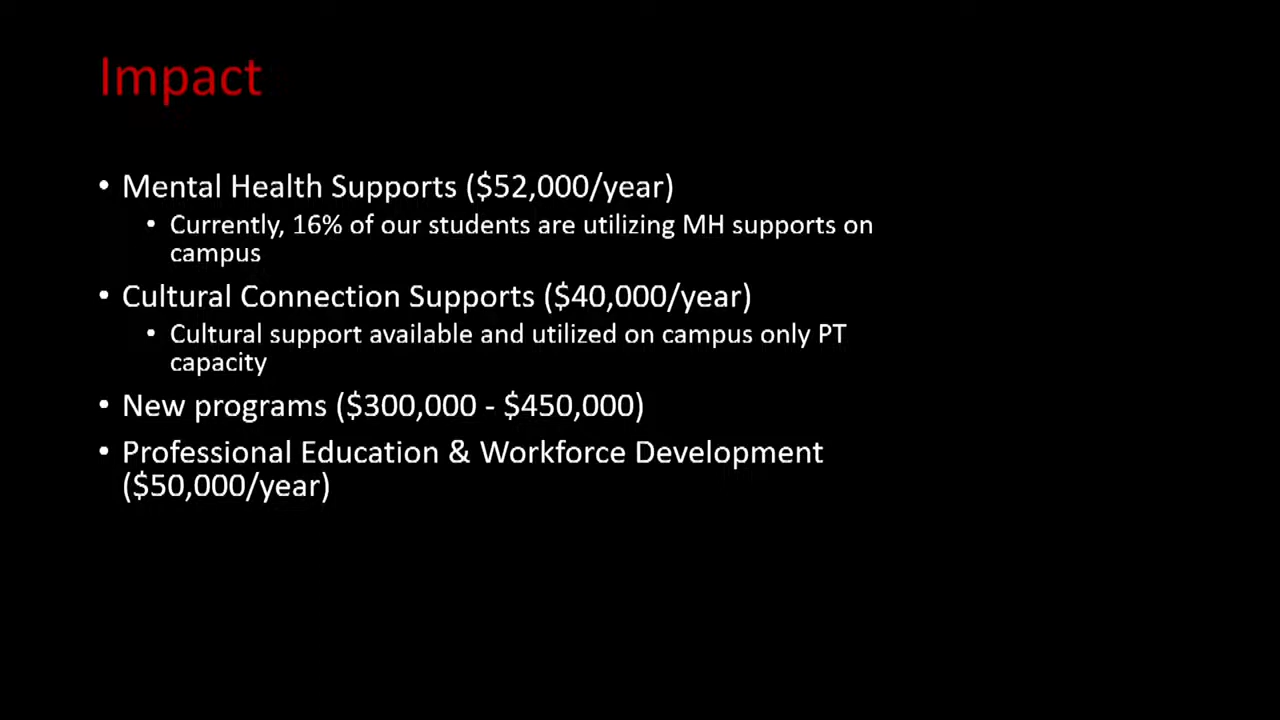 Impact
• Mental Health Supports ($52,000/year)
• Currently, 16% of our students are utilizing MH supports on
campus
• Cultural Connection Supports ($40,000/year)
• Cultural support available and utilized on campus only PT
capacity
• New programs ($300,000 - $450,000)
• Professional Education & Workforce Development
($50,000/year)